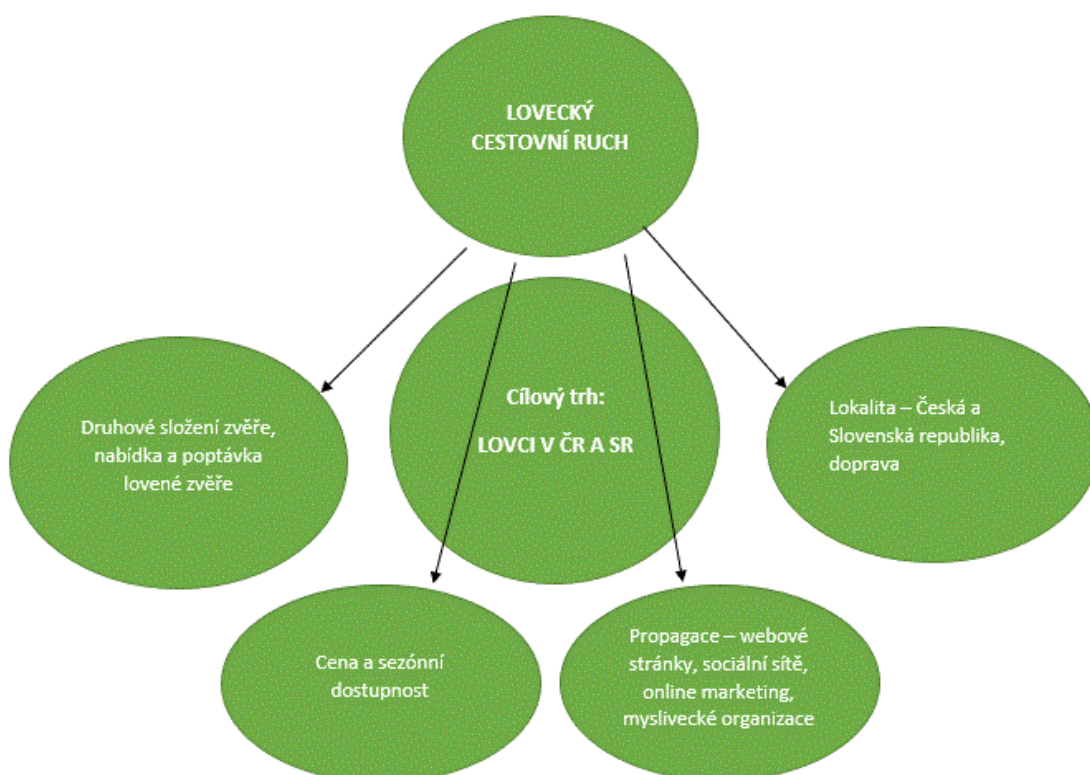 LOVECKÝ
CESTOVNÍ RUCH
Cílový trh:
LOVCI V ČR A SR
Druhové složení zvěře,
nabídka a poptávka
lovené zvěře
Lokalita – Česká a
Slovenská republika,
doprava
Cena a sezónní
dostupnost
Propagace – webové
stránky, sociální sítě,
online marketing,
myslivecké organizace